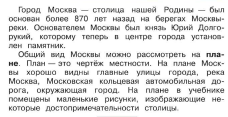 Город Москва — столица нашей Родины — был
основан более 870 лет назад на берегах Москвы-
реки. Основателем Москвы был князь Юрий Долго-
рукий, которому теперь в центре города установ-
лен памятник.
Общий вид Москвы можно рассмотреть на пла-
не. План — это чертёж местности. На плане Моск-
вы хорошо видны главные улицы города, река
Москва, Московская кольцевая автомобильная до-
рога, окружающая город. На плане в учебнике
помещены маленькие рисунки, изображающие не-
которые достопримечательности столицы.